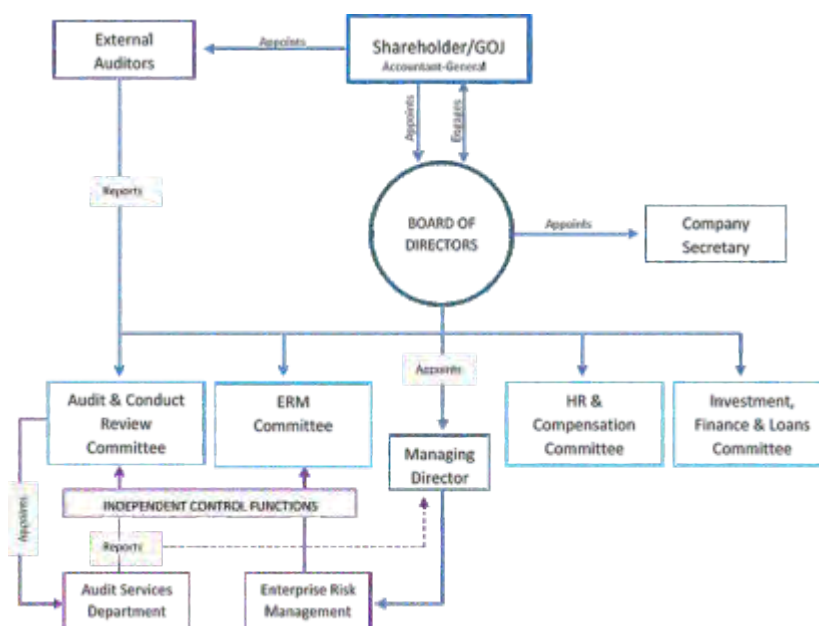 External
Auditors
Appoints
Shareholder/GOJ
Accountant-General
Appoints
Engages
Reports
BOARD OF
DIRECTORS
Appoints
Company
Secretary
Appoints
Audit & Conduct
Review
Committee
ERM
Committee
HR &
Compensation
Committee
Investment,
Finance & Loans
Committee
Managing
Director
INDEPENDENT CONTROL FUNCTIONS
Appoints
Reports
Audit Services
Department
Enterprise Risk
Management